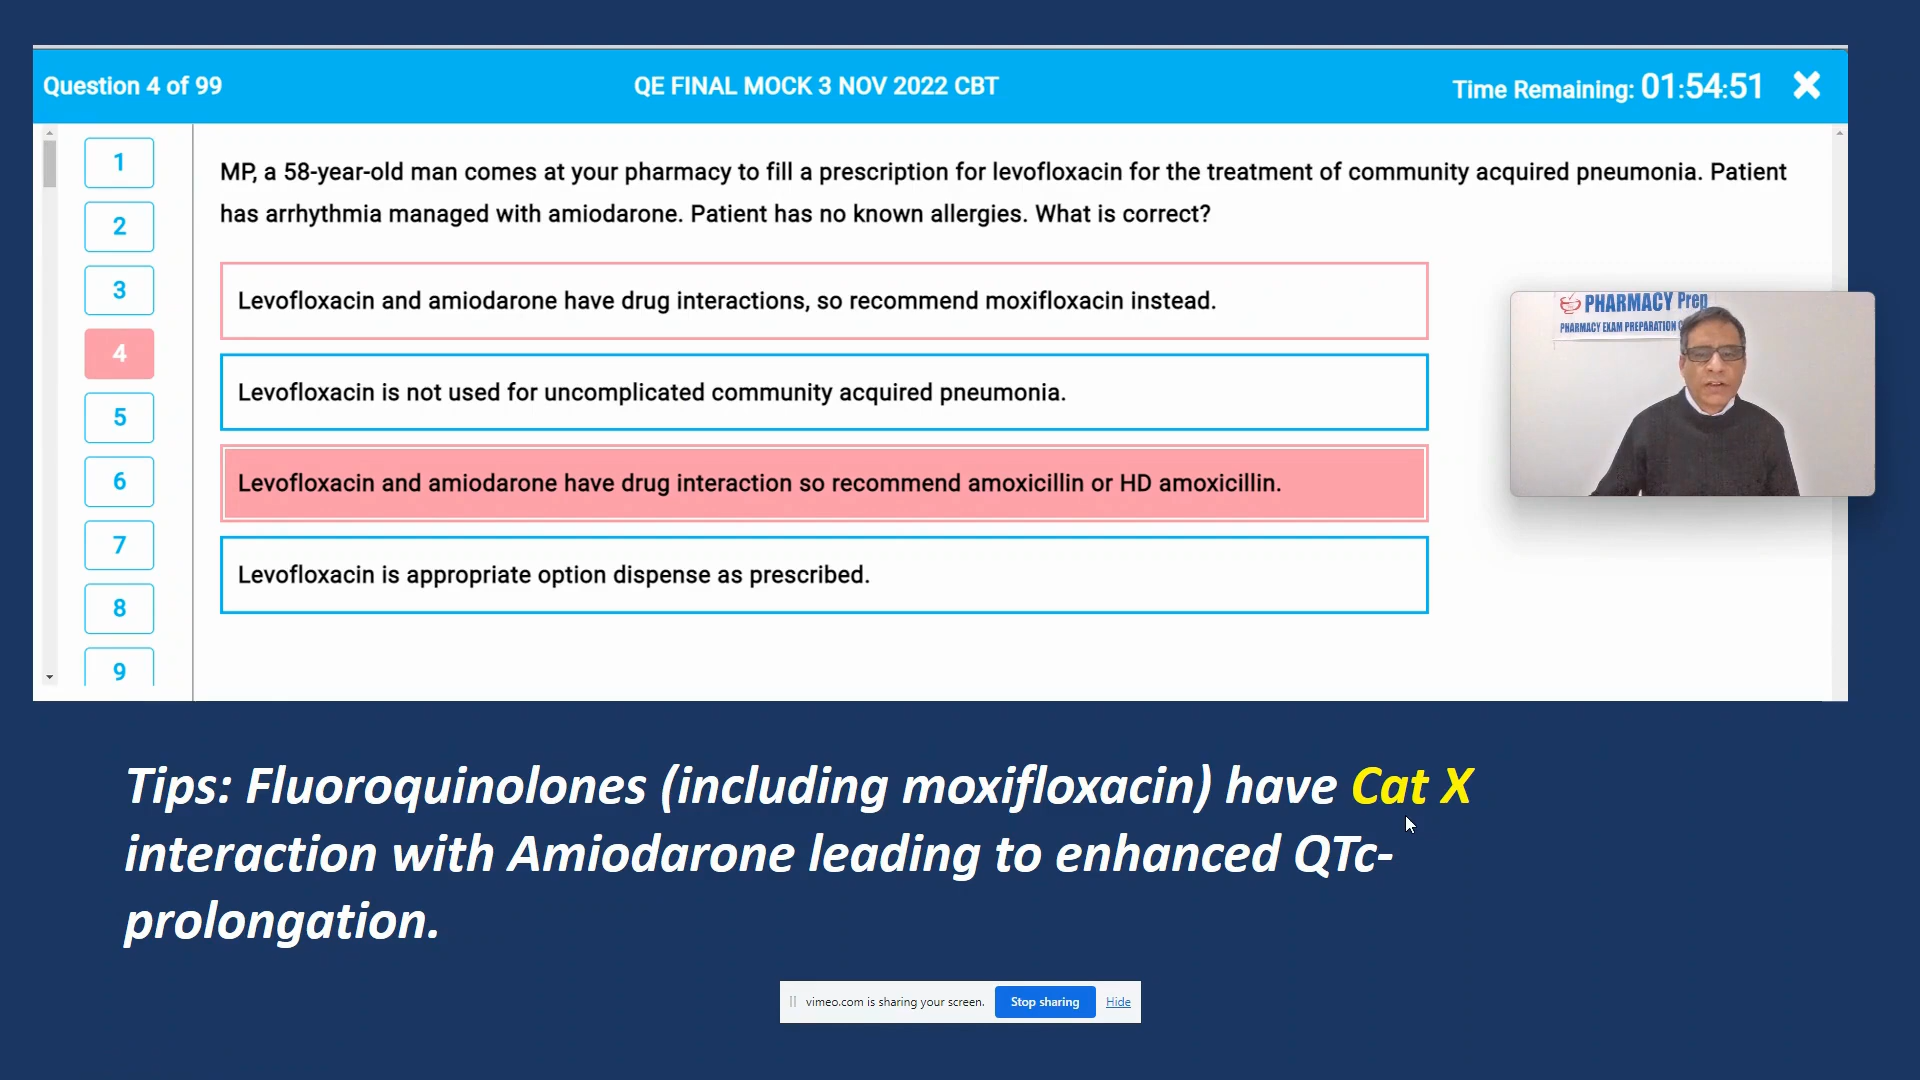 Question 4 of 99
QE FINAL MOCK 3 NOV 2022 CBT
Time Remaining: 01:54:51
1
2
3
4
5
6
7
8
9
MP, a 58-year-old man comes at your pharmacy to fill a prescription for levofloxacin for the treatment of community acquired pneumonia. Patient
has arrhythmia managed with amiodarone. Patient has no known allergies. What is correct?
Levofloxacin and amiodarone have drug interactions, so recommend moxifloxacin instead.
Levofloxacin is not used for uncomplicated community acquired pneumonia.
Levofloxacin and amiodarone have drug interaction so recommend amoxicillin or HD amoxicillin.
Levofloxacin is appropriate option dispense as prescribed.
PHARMACY Prep
PHARMACY EXAM PREPARATION
Tips: Fluoroquinolones (including moxifloxacin) have Cat X
interaction with Amiodarone leading to enhanced QTc-
prolongation.
vimeo.com is sharing your screen.
Stop sharing
Hide